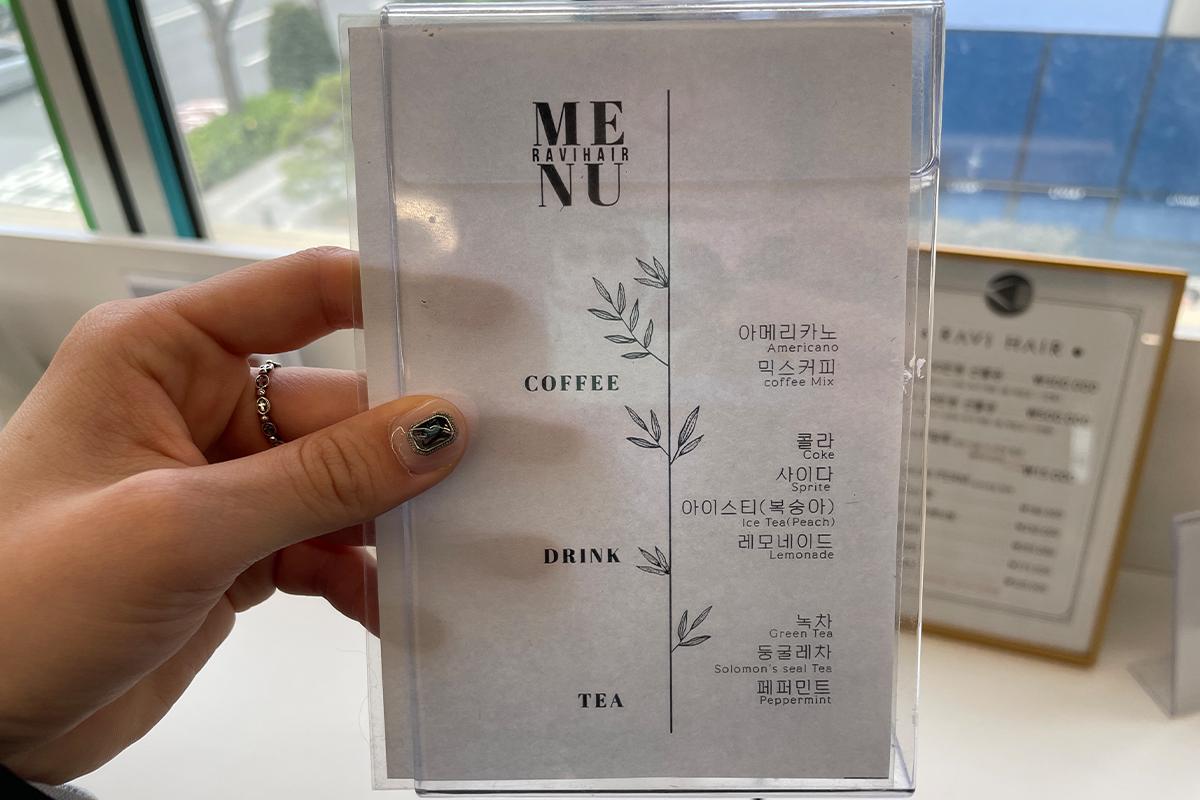 ME
RAVIHAIR
NU
COFFEE
아메리카노
Americano
믹스커피
coffee Mix
DRINK
콜라
Coke
사이다
Sprite
아이스티(복숭아)
Ice Tea(Peach)
레모네이드
Lemonade
TEA
녹차
Green Tea
둥굴레차
Solomon's seal Tea
페퍼민트
Peppermint
RAVI HAIR